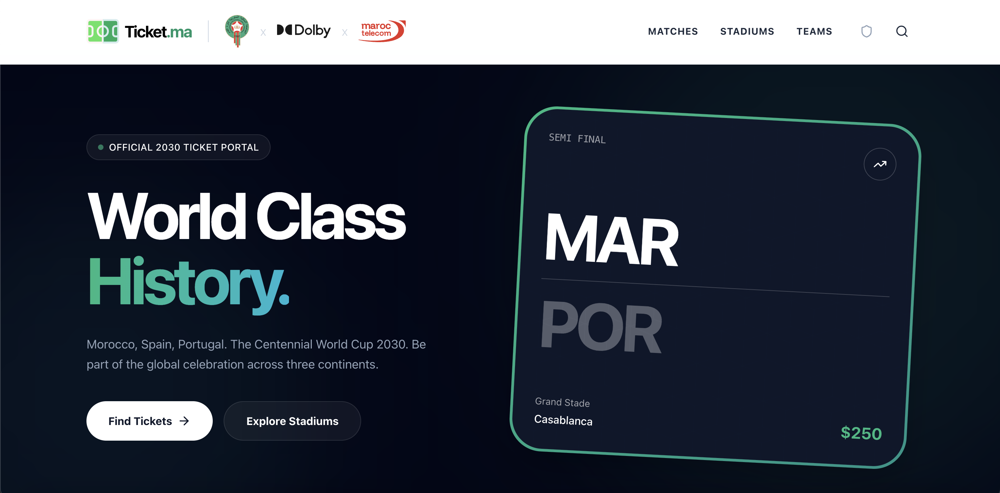 Ticket.ma
x
Dolby
x
maroc
telecom
MATCHES
STADIUMS
TEAMS
OFFICIAL 2030 TICKET PORTAL
World Class
History.
Morocco, Spain, Portugal. The Centennial World Cup 2030. Be
part of the global celebration across three continents.
Find Tickets →
Explore Stadiums
SEMI FINAL
MAR
POR
Grand Stade
Casablanca
$250